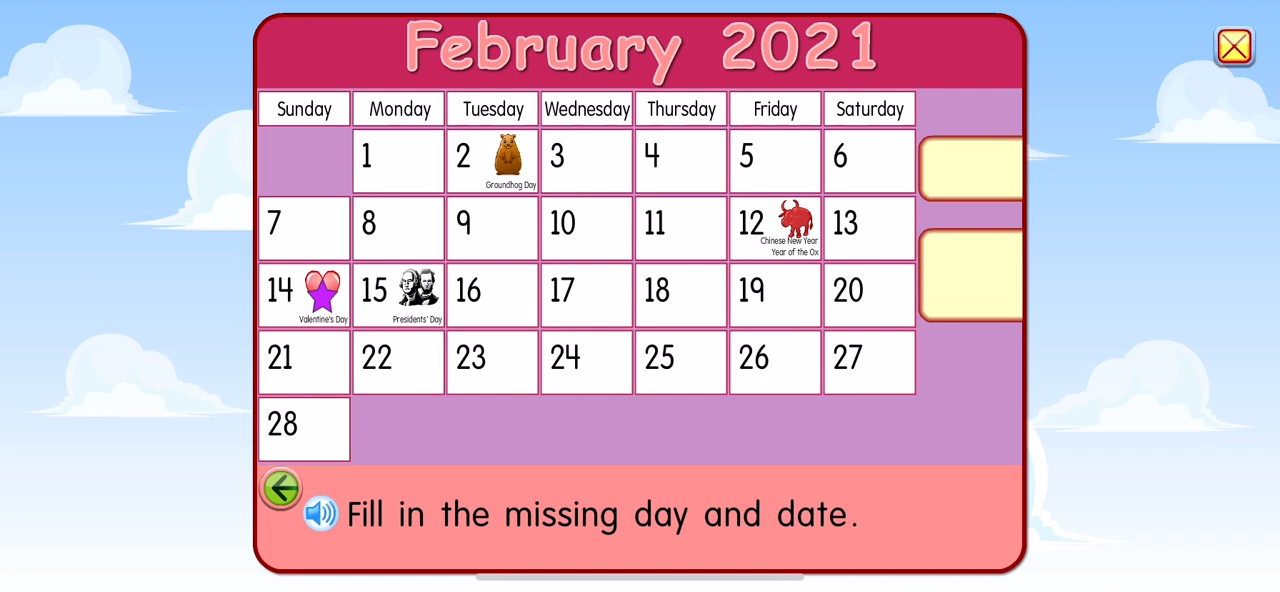 February 2021
Sunday Monday Tuesday Wednesday Thursday Friday Saturday
1 2 3 4 5 6
Groundhog Day
7 8 9 10 11 12 13
Chinese New Year
Year of the Ox
14 15 16 17 18 19 20
Valentine's Day Presidents' Day
21 22 23 24 25 26 27
28
Fill in the missing day and date.